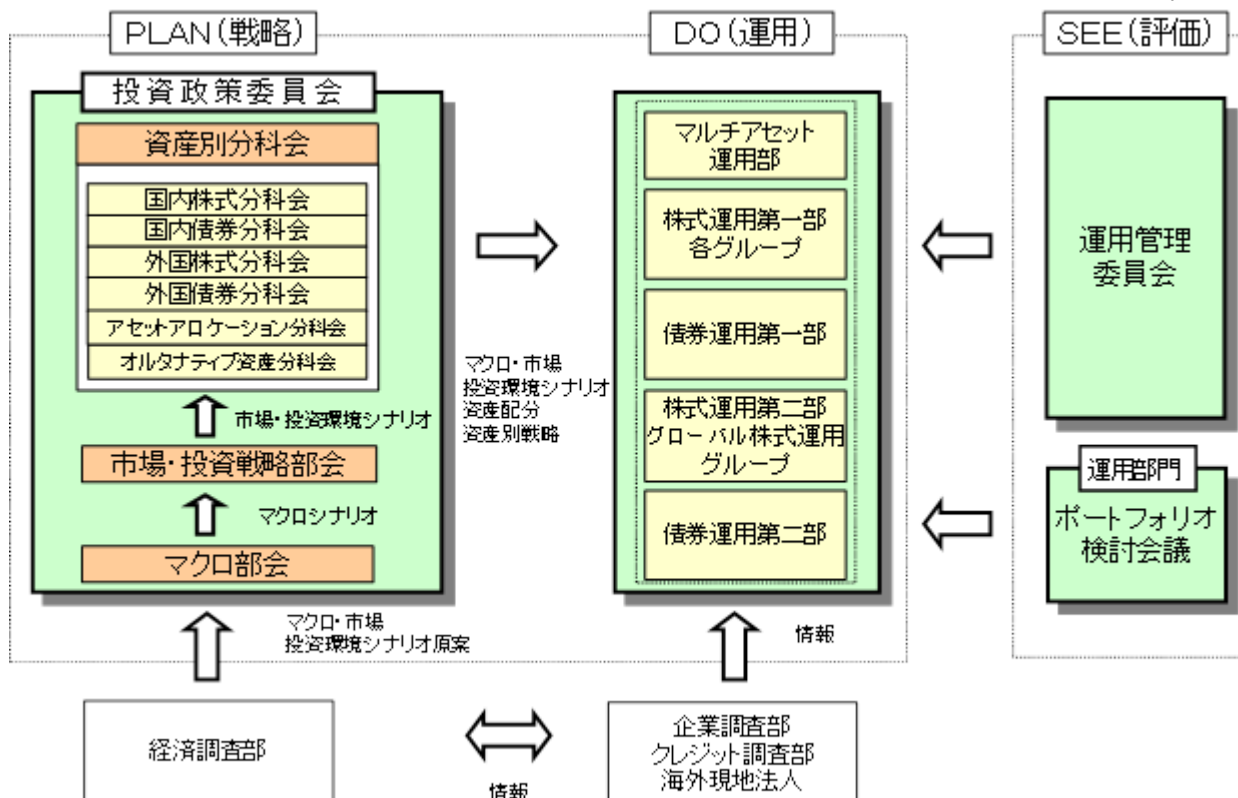 PLAN(戦略)
投資政策委員会
資産別分科会
国内株式分科会
国内債券分科会
外国株式分科会
外国債券分科会
アセットアロケーション分科会
オルタナティブ資産分科会
市場・投資環境シナリオ
市場・投資戦略部会
マクロシナリオ
マクロ部会
マクロ・市場
投資環境シナリオ原案
経済調査部
マクロ・市場
投資環境シナリオ
資産配分
資産別戦略
情報
DO(運用)
マルチアセット
運用部
株式運用第一部
各グループ
債券運用第一部
株式運用第二部
グローバル株式運用
グループ
債券運用第二部
情報
企業調査部
クレジット調査部
海外現地法人
SEE(評価)
運用管理
委員会
運用部門
ポートフォリオ
検討会議